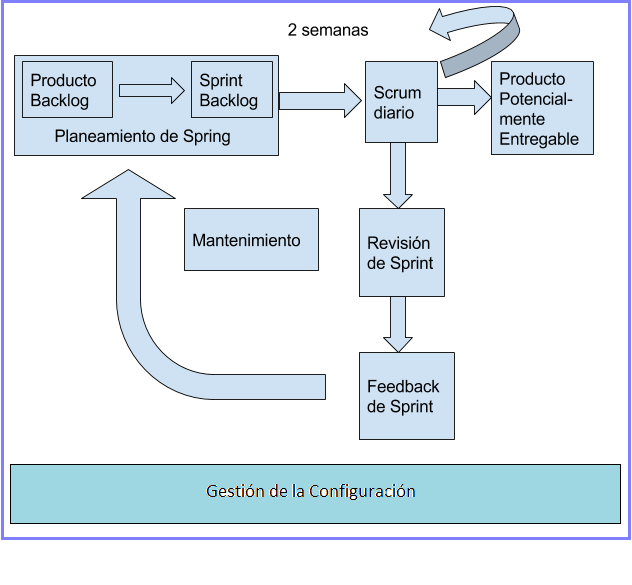 2 semanas
Producto
Backlog
Sprint
Backlog
Planeamiento de Spring
Scrum
diario
Producto
Potencial-
mente
Entregable
Mantenimiento
Revisión
de Sprint
Feedback
de Sprint
Gestión de la Configuración